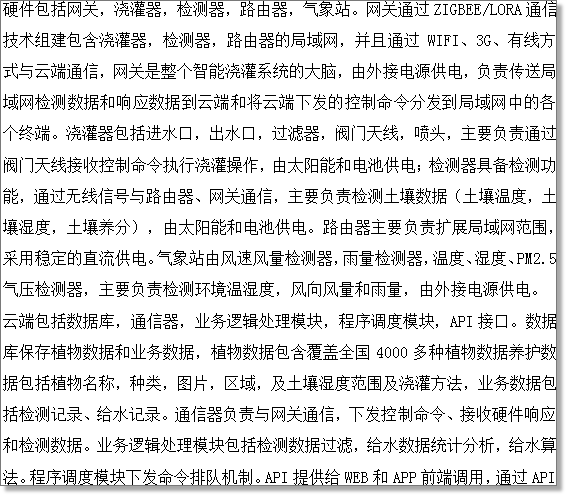 硬件包括网关，浇灌器，检测器，路由器，气象站。网关通过 ZIGBEE/LORA 通信
技术组建包含浇灌器，检测器，路由器的局域网，并且通过 WIFI、3G、有线方
式与云端通信，网关是整个智能浇灌系统的大脑，由外接电源供电，负责传送局
域网检测数据和响应数据到云端和将云端下发的控制命令分发到局域网中的各
个终端。浇灌器包括进水口，出水口，过滤器，阀门天线，喷头，主要负责通过
阀门天线接收控制命令执行浇灌操作，由太阳能和电池供电；检测器具备检测功
能，通过无线信号与路由器、网关通信，主要负责检测土壤数据（土壤温度，土
壤湿度，土壤养分），由太阳能和电池供电。路由器主要负责扩展局域网范围，
采用稳定的直流供电。气象站由风速风量检测器，雨量检测器，温度、湿度、PM2.5
气压检测器，主要负责检测环境温湿度，风向风量和雨量，由外接电源供电。
云端包括数据库，通信器，业务逻辑处理模块，程序调度模块，API 接口。数据
库保存植物数据和业务数据，植物数据包含覆盖全国 4000 多种植物数据养护数
据包括植物名称，种类，图片，区域，及土壤湿度范围及浇灌方法，业务数据包
括检测记录、给水记录。通信器负责与网关通信，下发控制命令、接收硬件响应
和检测数据。业务逻辑处理模块包括检测数据过滤，给水数据统计分析，给水算
法。程序调度模块下发命令排队机制。API 提供给 WEB 和 APP 前端调用，通过 API